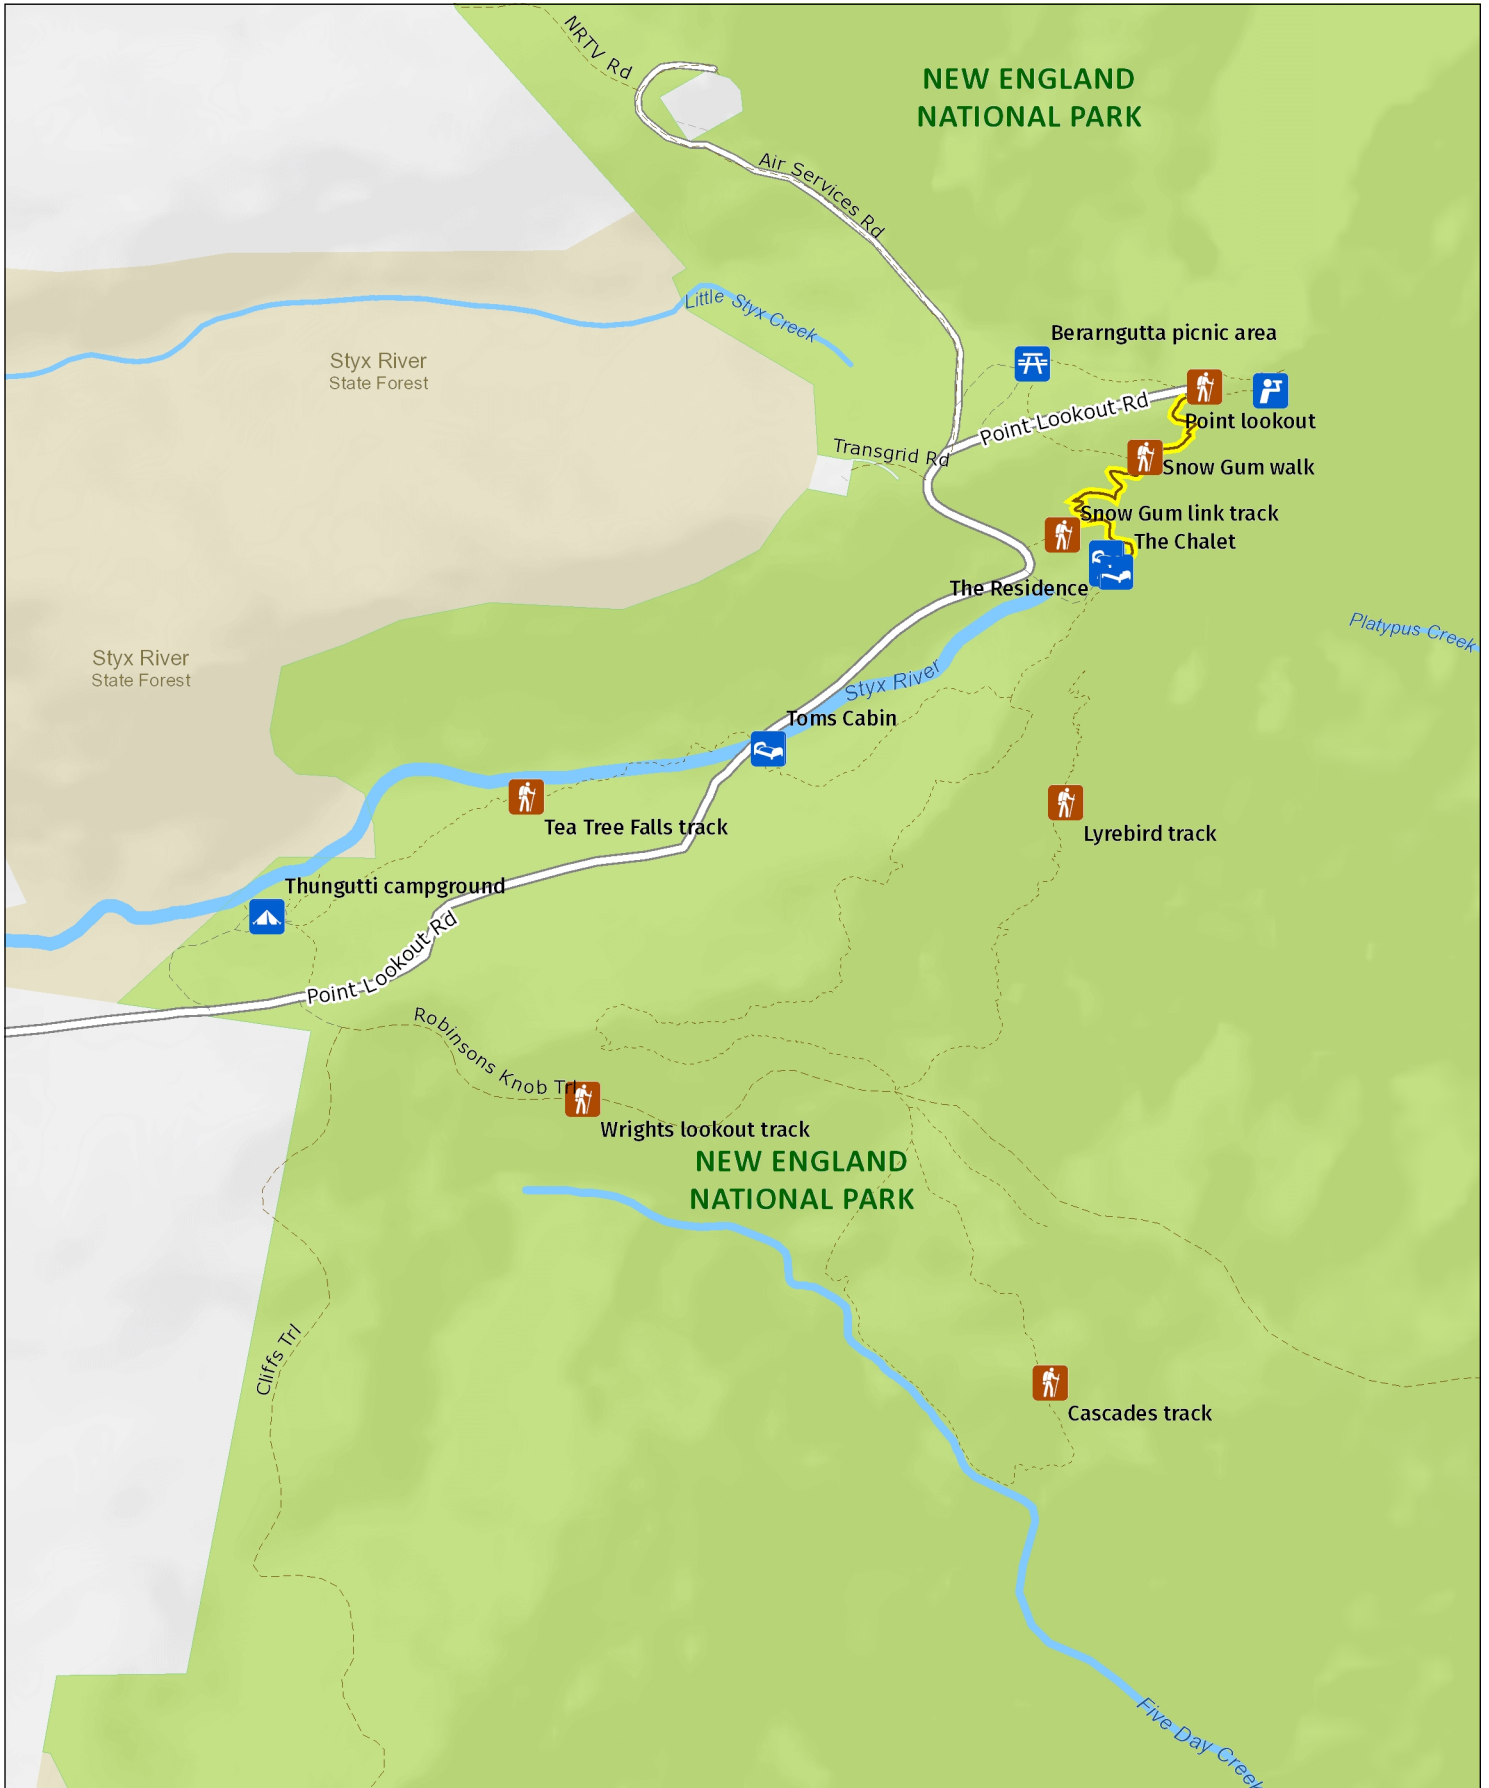 NRTV Rd
NEW ENGLAND
NATIONAL PARK
Air Services Rd
Little Styx Creek
Berarngutta picnic area
Styx River
State Forest
Point Lookout Rd
Point lookout
Transgrid Rd
Snow Gum walk
Snow Gum link track
The Chalet
The Residence
Platypus Creek
Styx River
State Forest
Styx River
Toms Cabin
Tea Tree Falls track
Lyrebird track
Thungutti campground
Point Lookout Rd
Robinsons Knob Trl
Wrights lookout track
NEW ENGLAND
NATIONAL PARK
Cliffs Trl
Cascades track
Five Day Creek